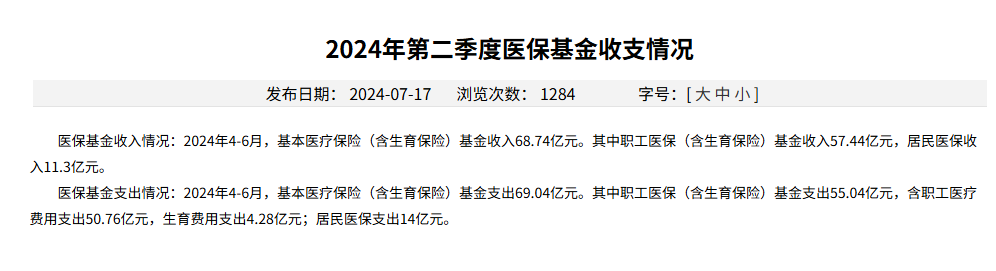 2024年第二季度医保基金收支情况
发布日期： 2024-07-17 浏览次数： 1284 字号：[ 大 中 小 ]
医保基金收入情况：2024年4-6月，基本医疗保险（含生育保险）基金收入68.74亿元。其中职工医保（含生育保险）基金收入57.44亿元，居民医保收
入11.3亿元。
医保基金支出情况：2024年4-6月，基本医疗保险（含生育保险）基金支出69.04亿元。其中职工医保（含生育保险）基金支出55.04亿元，含职工医疗
费用支出50.76亿元，生育费用支出4.28亿元；居民医保支出14亿元。